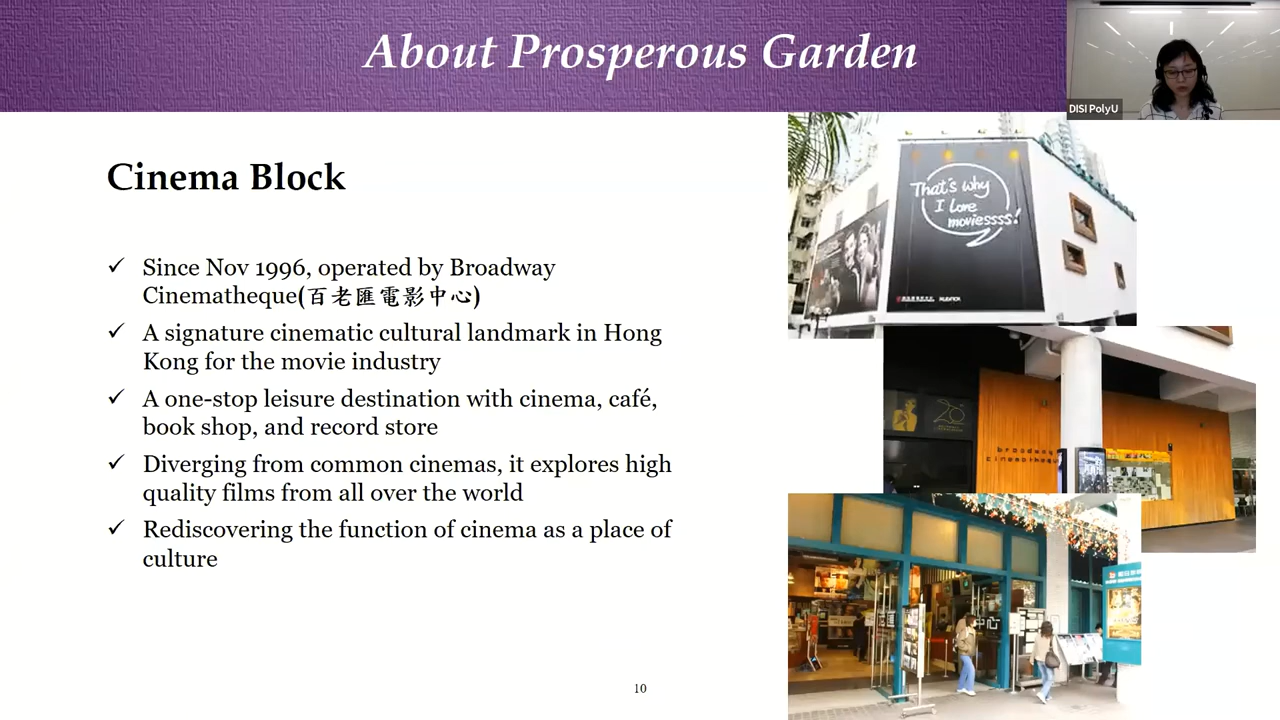 About Prosperous Garden
DISI PolyU
Cinema Block
✓ Since Nov 1996, operated by Broadway
Cinematheque(百老匯電影中心)
✓ A signature cinematic cultural landmark in Hong
Kong for the movie industry
✓ A one-stop leisure destination with cinema, café,
book shop, and record store
✓ Diverging from common cinemas, it explores high
quality films from all over the world
✓ Rediscovering the function of cinema as a place of
culture
That's why
I love
moviessss!
broadway
cinematheque
中心
10